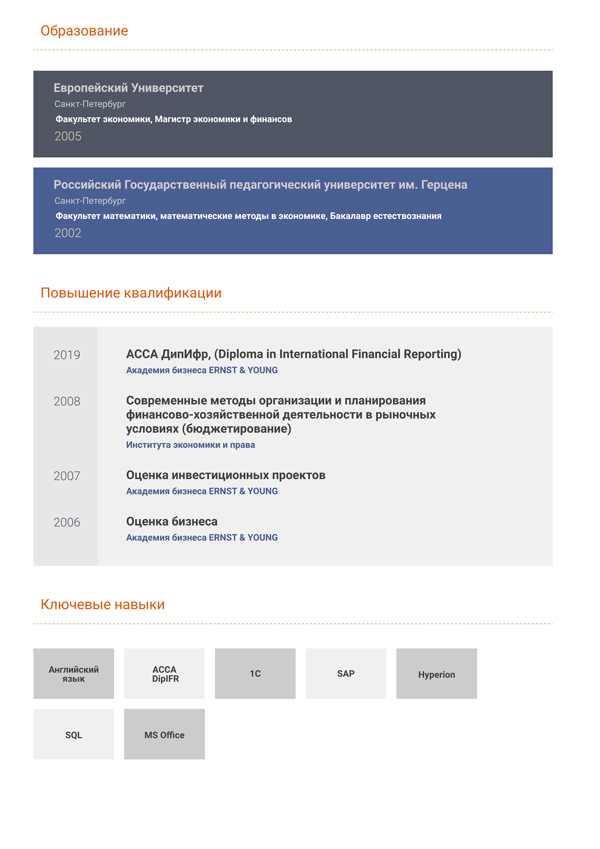 Образование
Европейский Университет
Санкт-Петербург
Факультет экономики, Магистр экономики и финансов
2005
Российский Государственный педагогический университет им. Герцена
Санкт-Петербург
Факультет математики, математические методы в экономике, Бакалавр естествознания
2002
Повышение квалификации
2019
АССА ДипИфр, (Diploma in International Financial Reporting)
Академия бизнеса ERNST & YOUNG
2008
Современные методы организации и планирования
финансово-хозяйственной деятельности в рыночных
условиях (бюджетирование)
Института экономики и права
2007
Оценка инвестиционных проектов
Академия бизнеса ERNST & YOUNG
2006
Оценка бизнеса
Академия бизнеса ERNST & YOUNG
Ключевые навыки
Английский
язык
ACCA
DipIFR
1С
SAP
Hyperion
SQL
MS Office